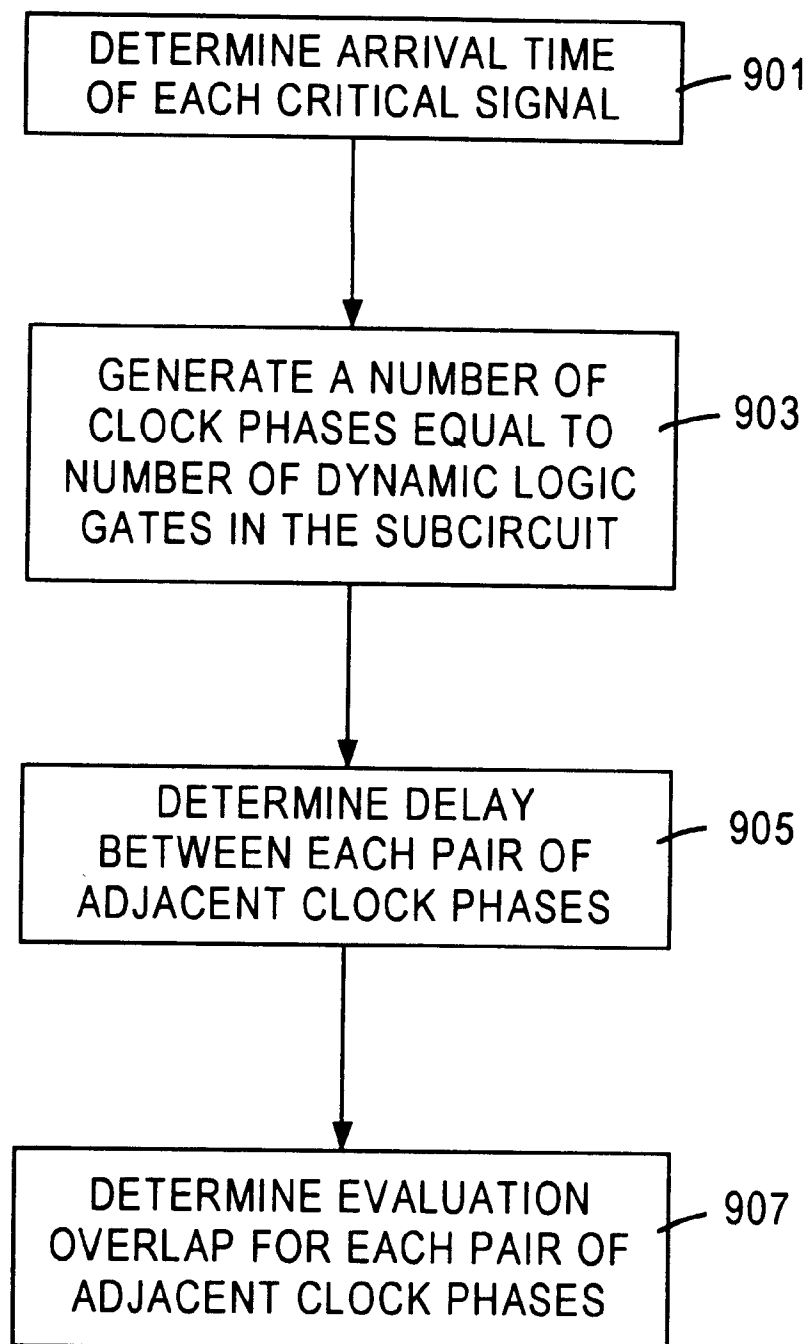 DETERMINE ARRIVAL TIME
OF EACH CRITICAL SIGNAL
901
GENERATE A NUMBER OF
CLOCK PHASES EQUAL TO
NUMBER OF DYNAMIC LOGIC
GATES IN THE SUBCIRCUIT
903
DETERMINE DELAY
BETWEEN EACH PAIR OF
ADJACENT CLOCK PHASES
905
DETERMINE EVALUATION
OVERLAP FOR EACH PAIR OF
ADJACENT CLOCK PHASES
907